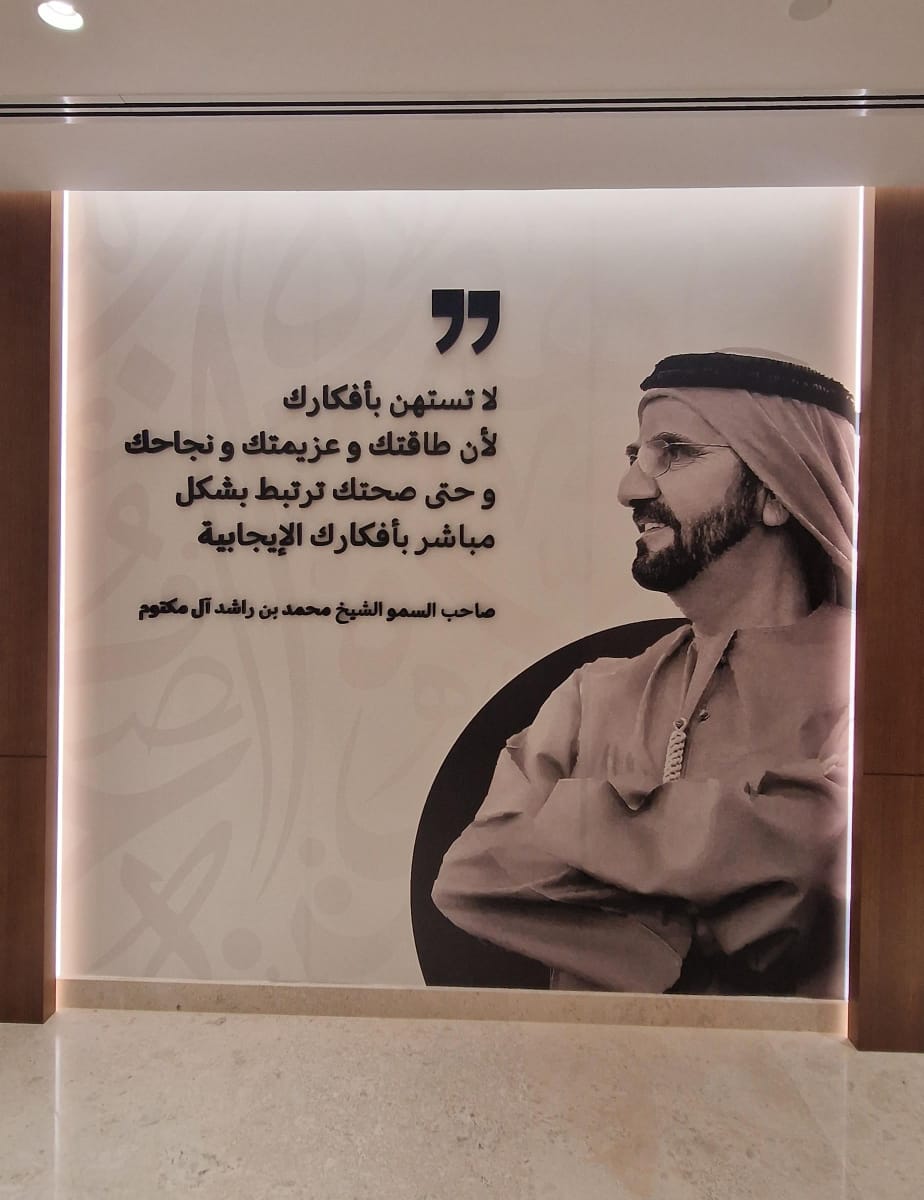 لا تستهن بأفكارك
لأن طاقتك و عزيمتك و نجاحك
و حتى صحتك ترتبط بشكل
مباشر بأفكارك الإيجابية
صاحب السمو الشيخ محمد بن راشد آل مكتوم